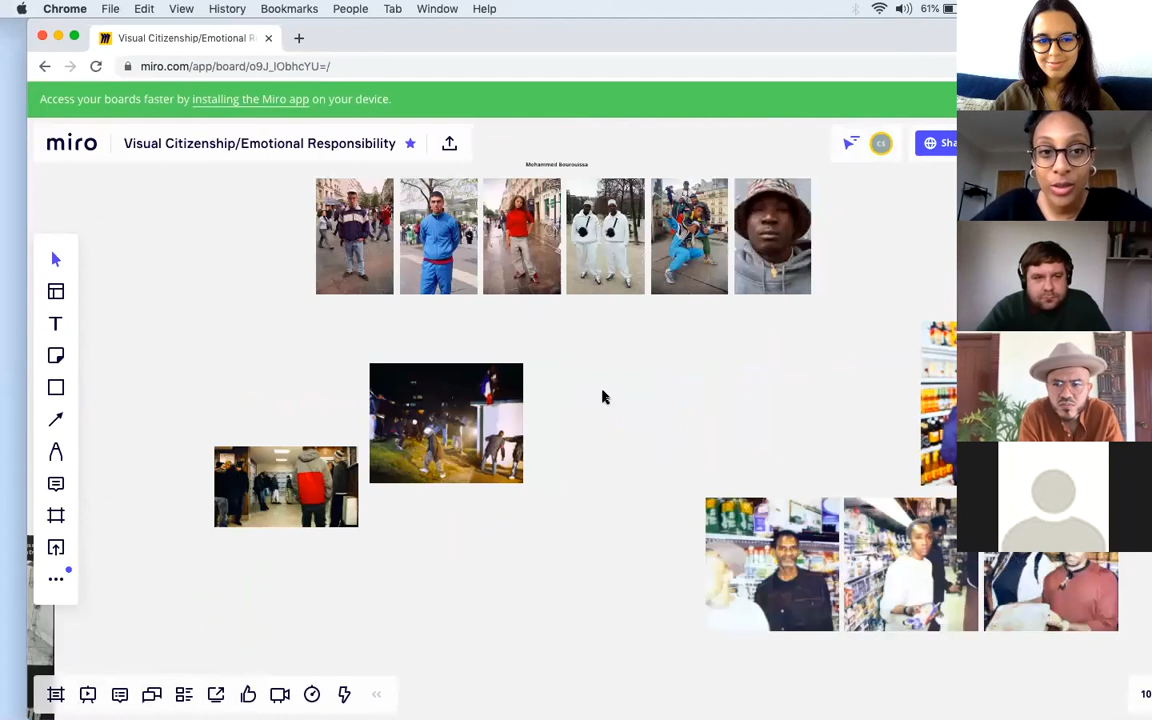 Chrome File Edit View History Bookmarks People Tab Window Help 61%
Visual Citizenship/Emotional R
miro.com/app/board/o9J_lObhcYU=/
Access your boards faster by installing the Miro app on your device.
miro Visual Citizenship/Emotional Responsibility CS Sha
Mohammed Bourouissa
T
10